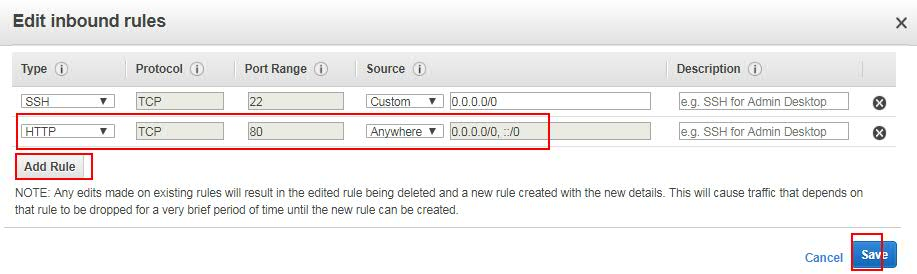 Edit inbound rules
Type Protocol Port Range Source Description
SSH TCP 22 Custom 0.0.0.0/0 e.g. SSH for Admin Desktop
HTTP TCP 80 Anywhere 0.0.0.0/0, ::/0 e.g. SSH for Admin Desktop
Add Rule
NOTE: Any edits made on existing rules will result in the edited rule being deleted and a new rule created with the new details. This will cause traffic that depends on
that rule to be dropped for a very brief period of time until the new rule can be created.
Cancel Save